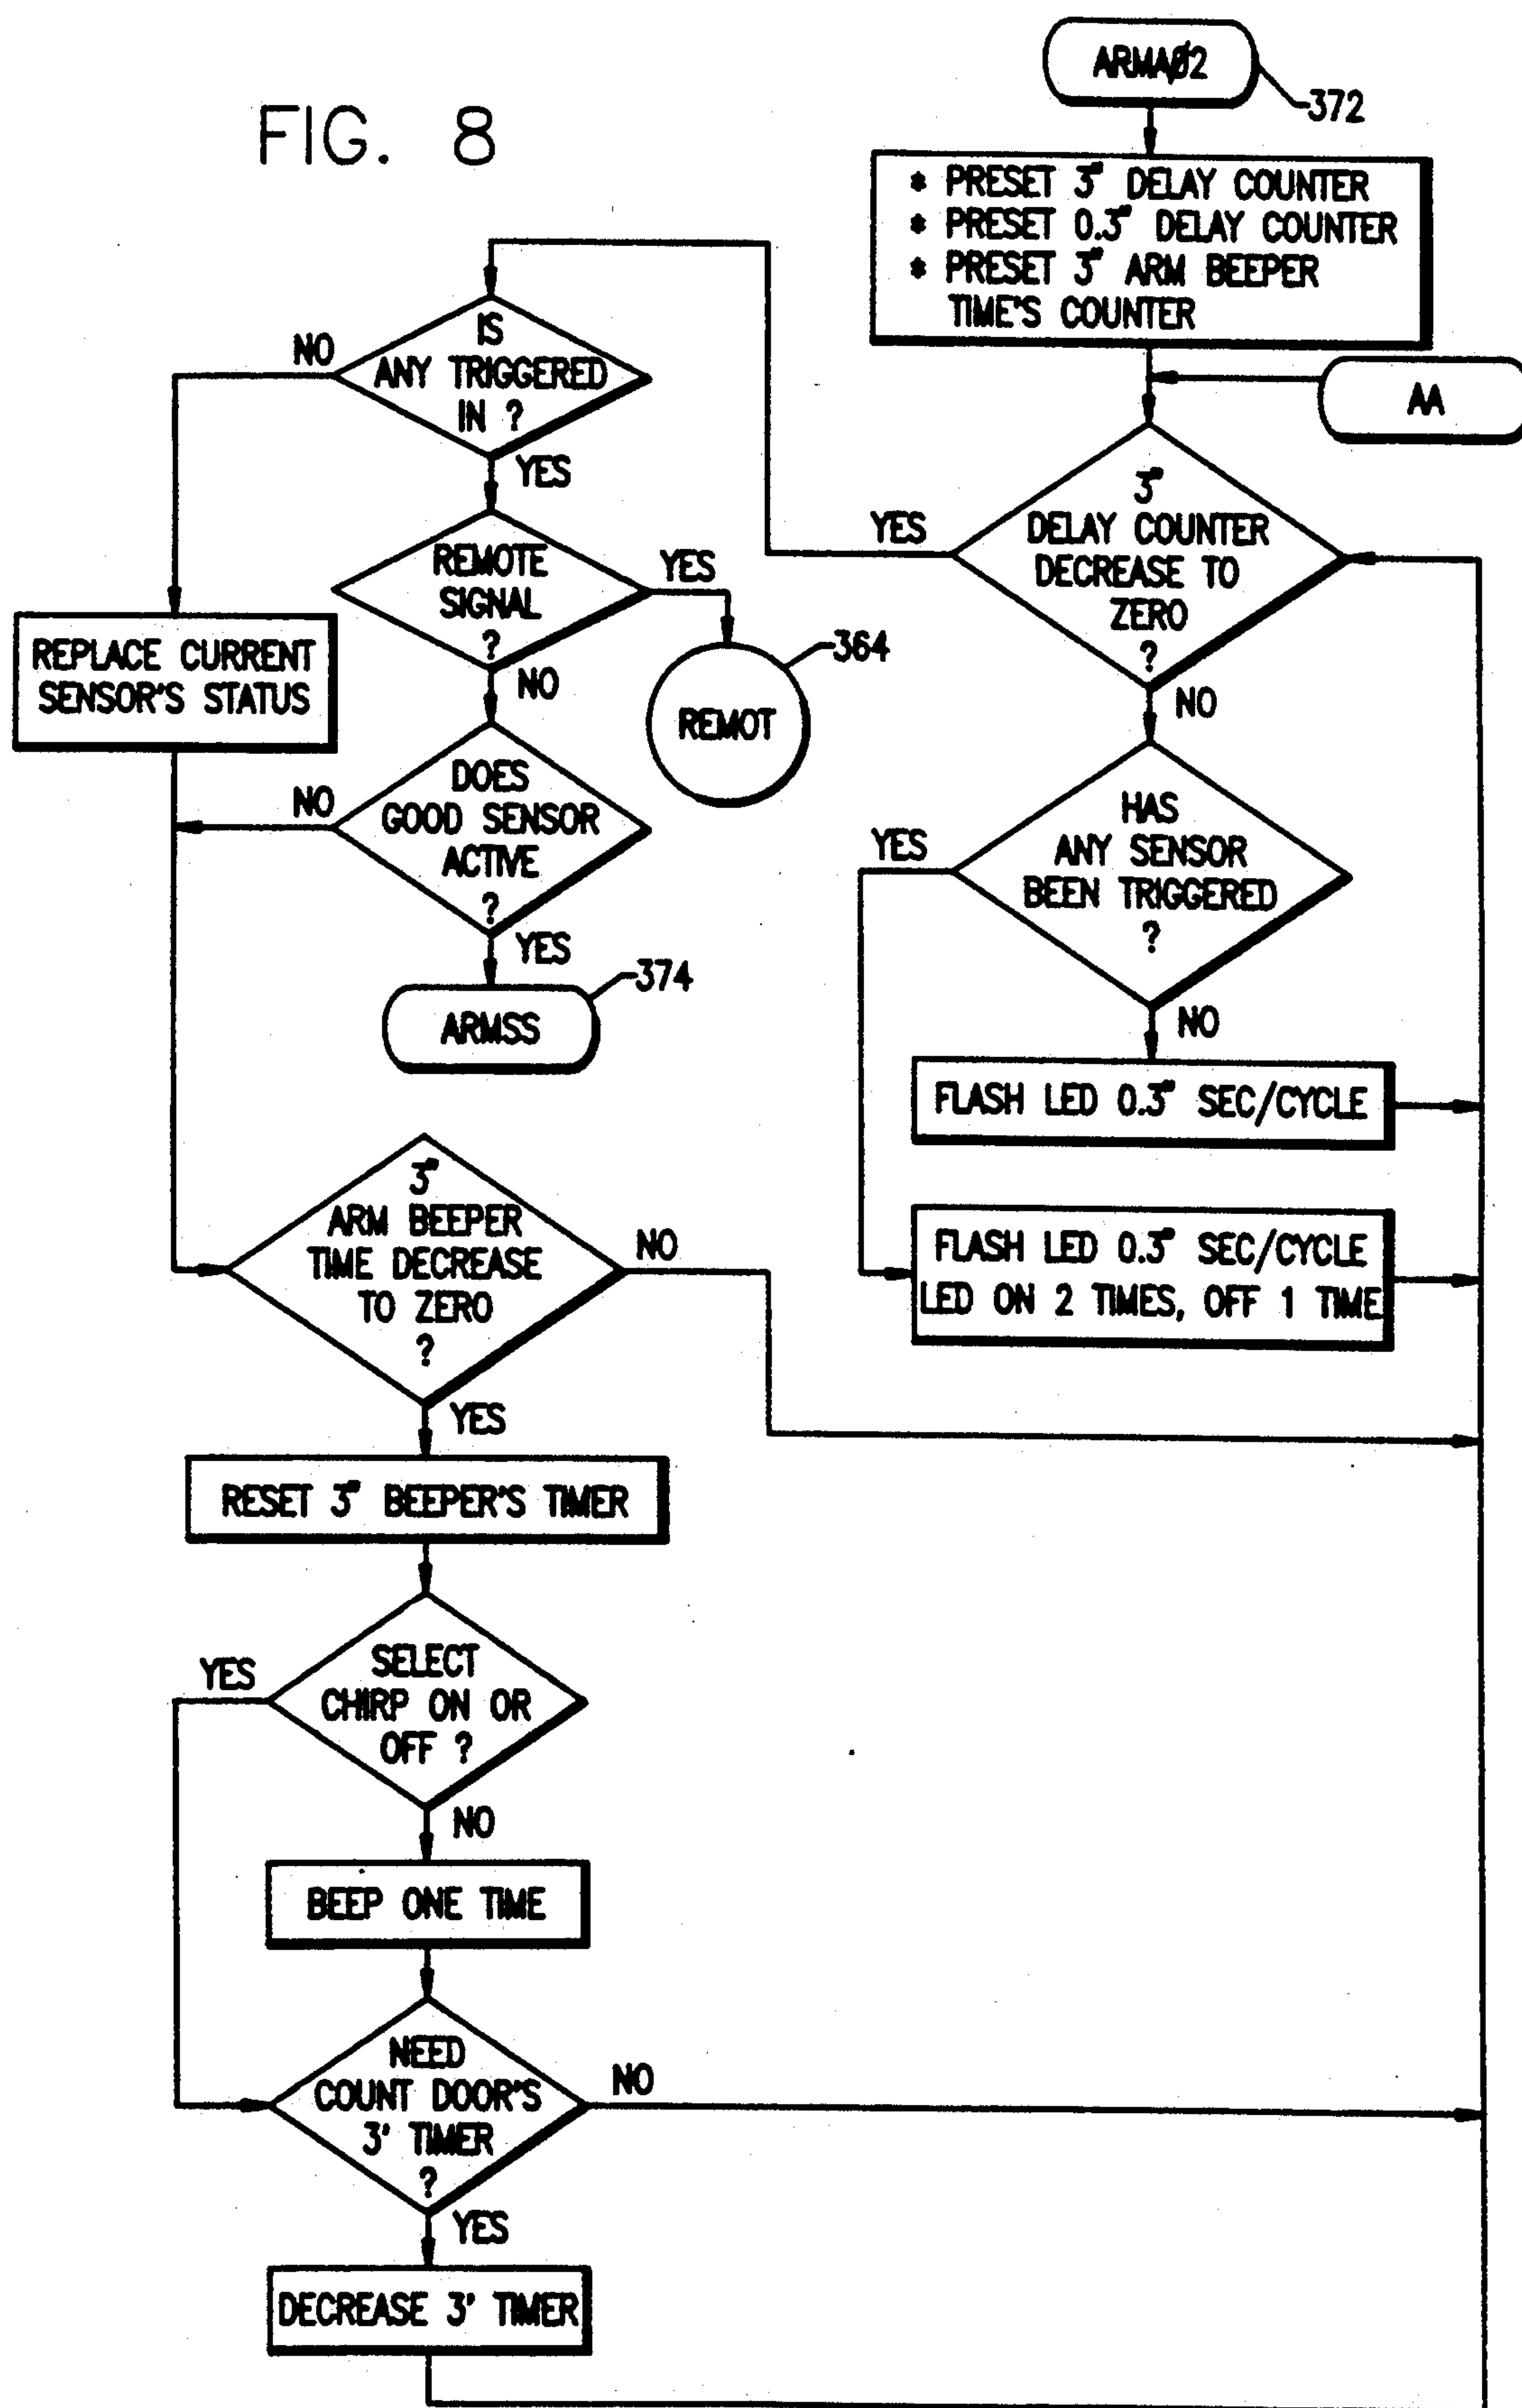 FIG. 8
ARMAØ2
372
* PRESET 3" DELAY COUNTER
* PRESET 0.3" DELAY COUNTER
* PRESET 3" ARM BEEPER
TIME'S COUNTER
AA
3"
DELAY COUNTER
DECREASE TO
ZERO
?
YES
NO
HAS
ANY SENSOR
BEEN TRIGGERED
?
YES
NO
FLASH LED 0.3" SEC/CYCLE
FLASH LED 0.3" SEC/CYCLE
LED ON 2 TIMES, OFF 1 TIME
IS
ANY TRIGGERED
IN ?
NO
YES
REMOTE
SIGNAL
?
YES
364
REMOT
NO
REPLACE CURRENT
SENSOR'S STATUS
DOES
GOOD SENSOR
ACTIVE
?
NO
YES
374
ARMSS
3"
ARM BEEPER
TIME DECREASE
TO ZERO
?
NO
YES
RESET 3" BEEPER'S TIMER
SELECT
CHIRP ON OR
OFF ?
YES
NO
BEEP ONE TIME
NEED
COUNT DOOR'S
3' TIMER
?
NO
YES
DECREASE 3' TIMER